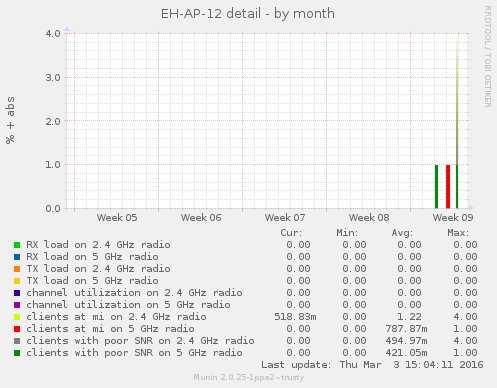 EH-AP-12 detail - by month
RRDTOOL / TOBI OETIKER
% + abs
4.0
3.0
2.0
1.0
0.0
Week 05 Week 06 Week 07 Week 08 Week 09
Cur: Min: Avg: Max:
RX load on 2.4 GHz radio 0.00 0.00 0.00 0.00
RX load on 5 GHz radio 0.00 0.00 0.00 0.00
TX load on 2.4 GHz radio 0.00 0.00 0.00 0.00
TX load on 5 GHz radio 0.00 0.00 0.00 0.00
channel utilization on 2.4 GHz radio 0.00 0.00 0.00 0.00
channel utilization on 5 GHz radio 0.00 0.00 0.00 0.00
clients at mi on 2.4 GHz radio 518.83m 0.00 1.22 4.00
clients at mi on 5 GHz radio 0.00 0.00 787.87m 1.00
clients with poor SNR on 2.4 GHz radio 0.00 0.00 494.97m 4.00
clients with poor SNR on 5 GHz radio 0.00 0.00 421.05m 1.00
Last update: Thu Mar 3 15:04:11 2016
Munin 2.0.25-1ppa2~trusty